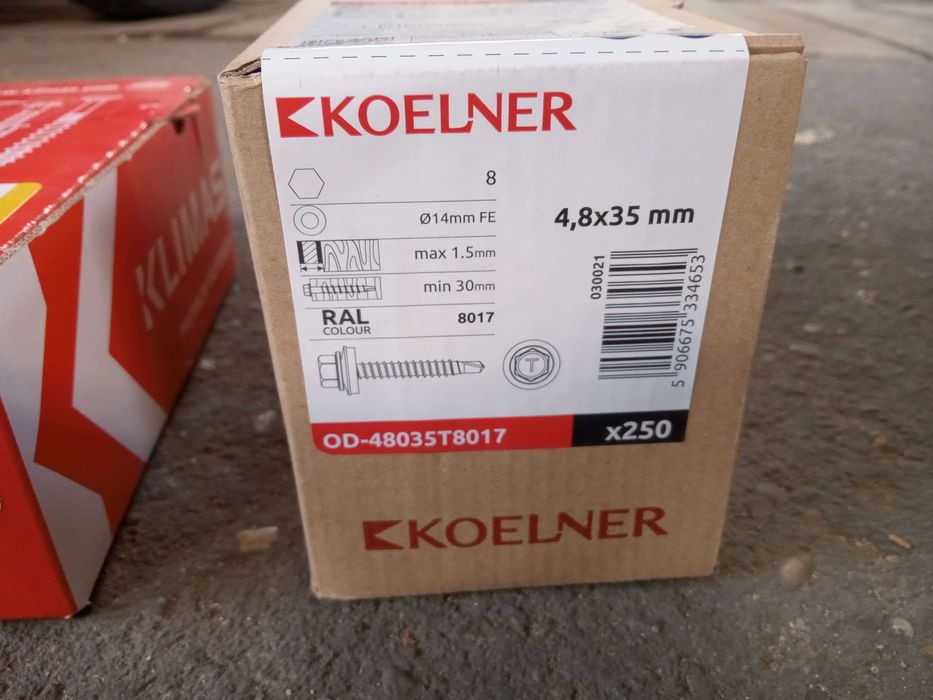 KOELNER
8
Ø14mm FE
4,8x35 mm
max 1.5mm
min 30mm
RAL
COLOUR
8017
030021
5 906675 334653
T
OD-48035T8017
x250
KOELNER
KLIMAS